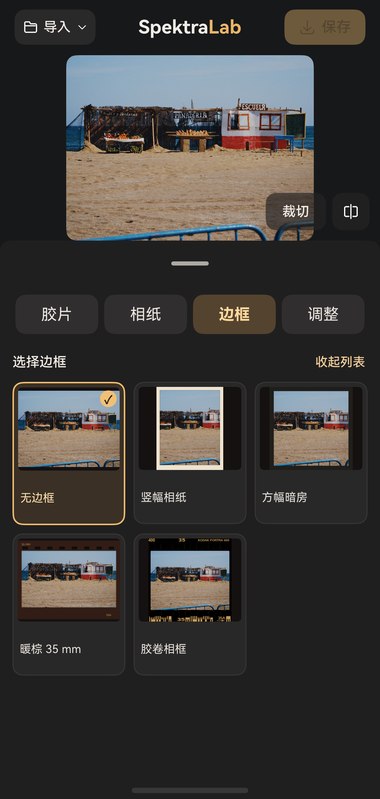 导入
SpektraLab
保存
ESCUELA
裁切
胶片
相纸
边框
调整
选择边框
收起列表
无边框
竖幅相纸
方幅暗房
暖棕 35 mm
胶卷相框